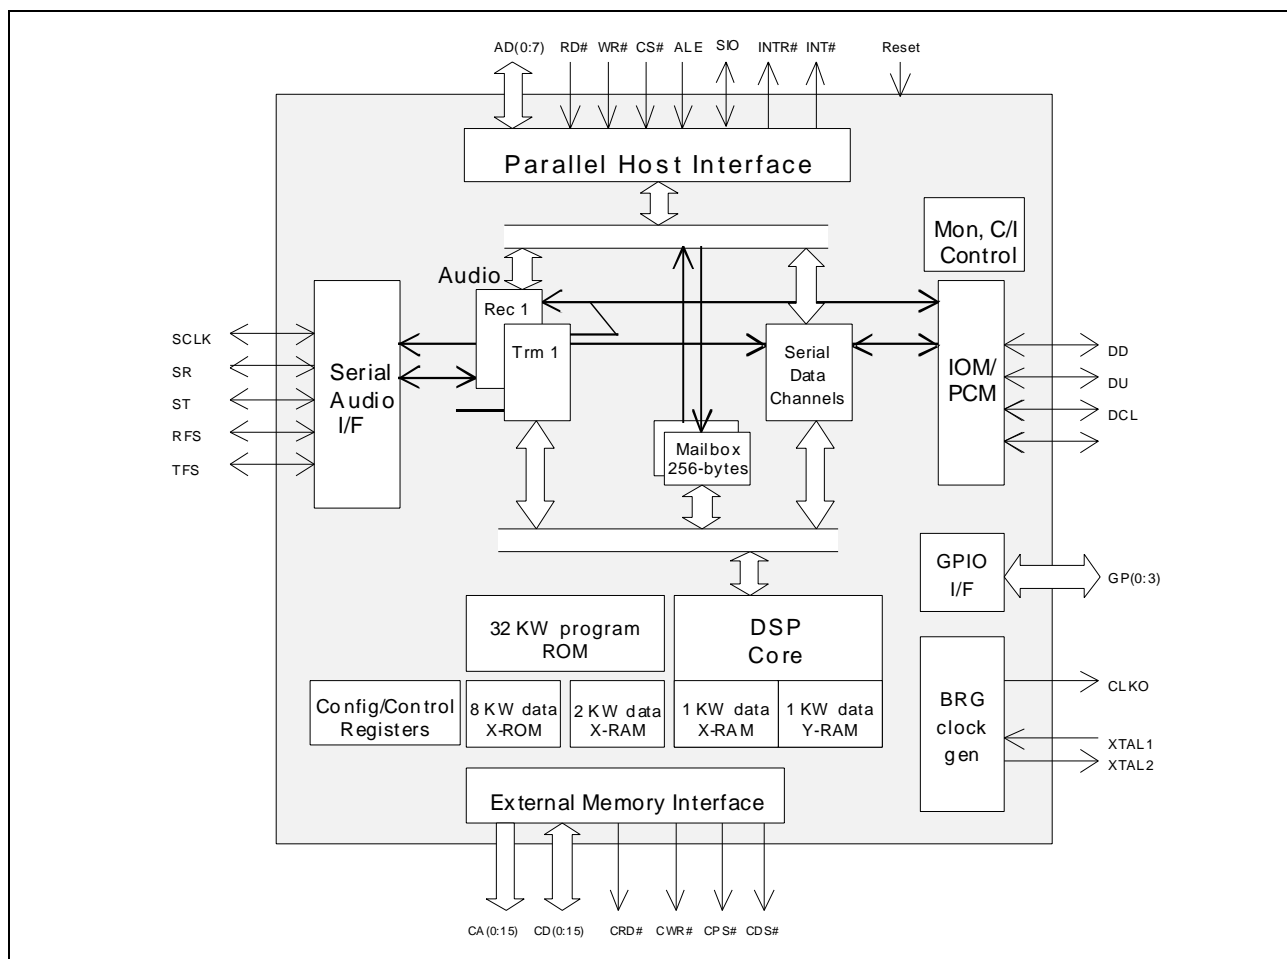 AD(0:7) RD# WR# CS# ALE SIO INTR# INT# Reset
Parallel Host Interface
Mon, C/I
Control
Audio
Rec 1
Trm 1
SCLK
SR
ST
RFS
TFS
Serial
Audio
I/F
Serial
Data
Channels
IOM/
PCM
DD
DU
DCL
Mailbox
256-bytes
GPIO
I/F
GP(0:3)
32 KW program
ROM
DSP
Core
Config/Control
Registers
8 KW data
X-ROM
2 KW data
X-RAM
1 KW data
X-RAM
1 KW data
Y-RAM
BRG
clock
gen
CLKO
XTAL1
XTAL2
External Memory Interface
CA(0:15) CD(0:15) CRD# CWR# CPS# CDS#